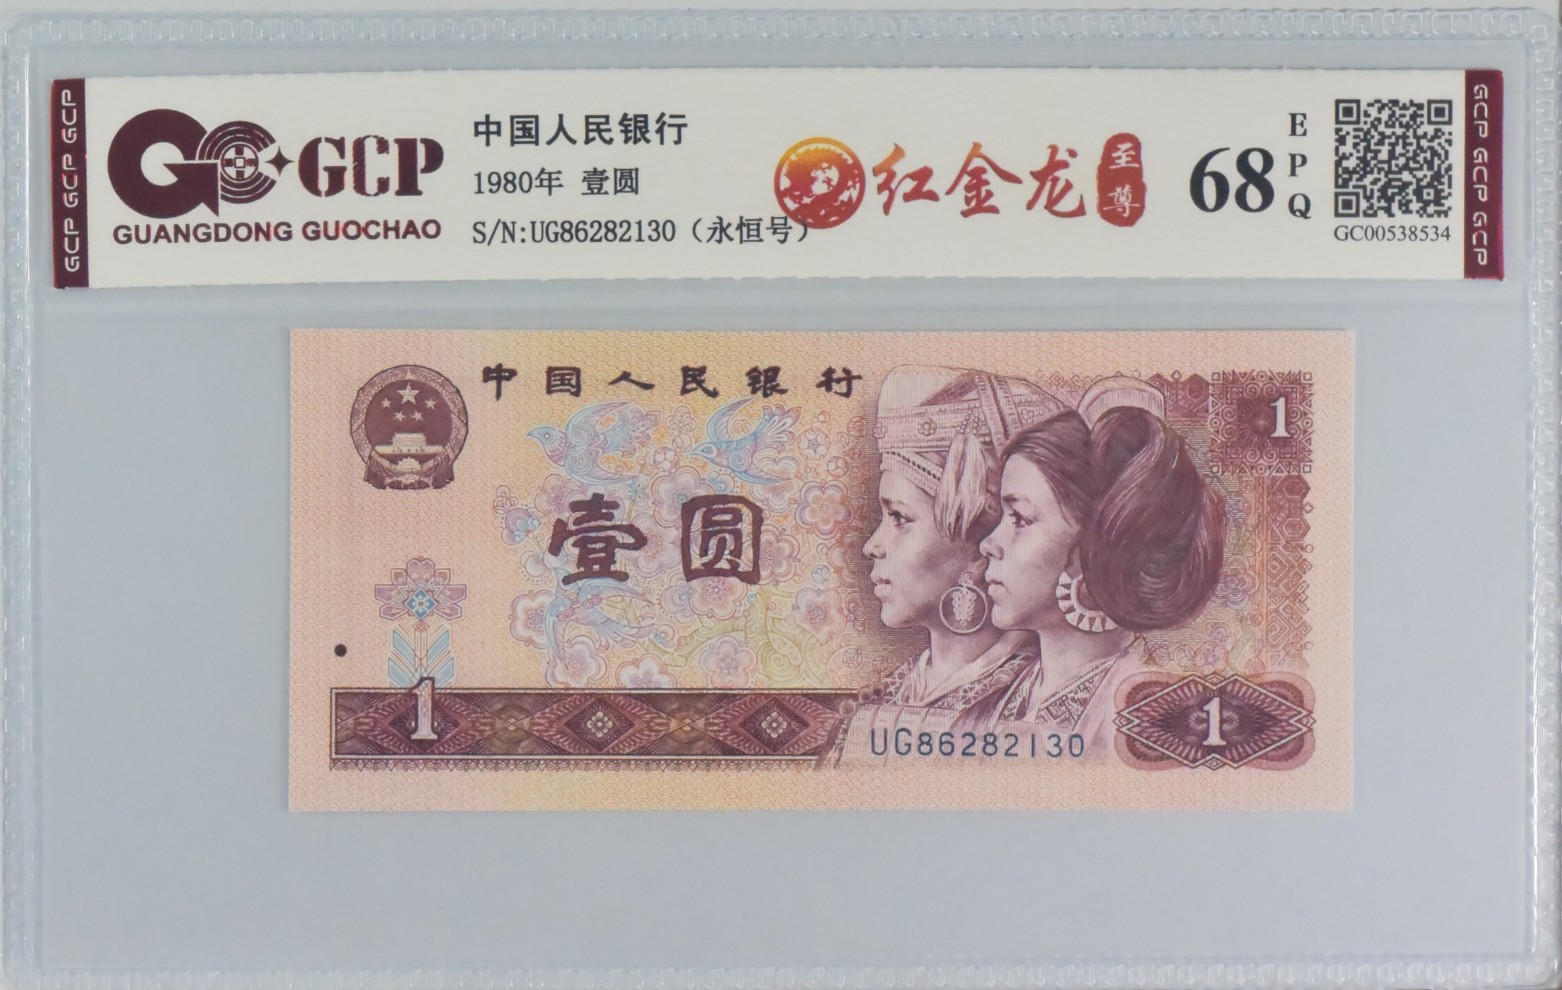 GCP GCP GCP
GCP
GUANGDONG GUOCHAO
中国人民银行
1980年 壹圆
S/N:UG86282130（永恒号）
红金龙
至尊
68
EPQ
GC00538534
GCP GCP GCP
中国人民银行
1
壹圆
1
UG86282130
1